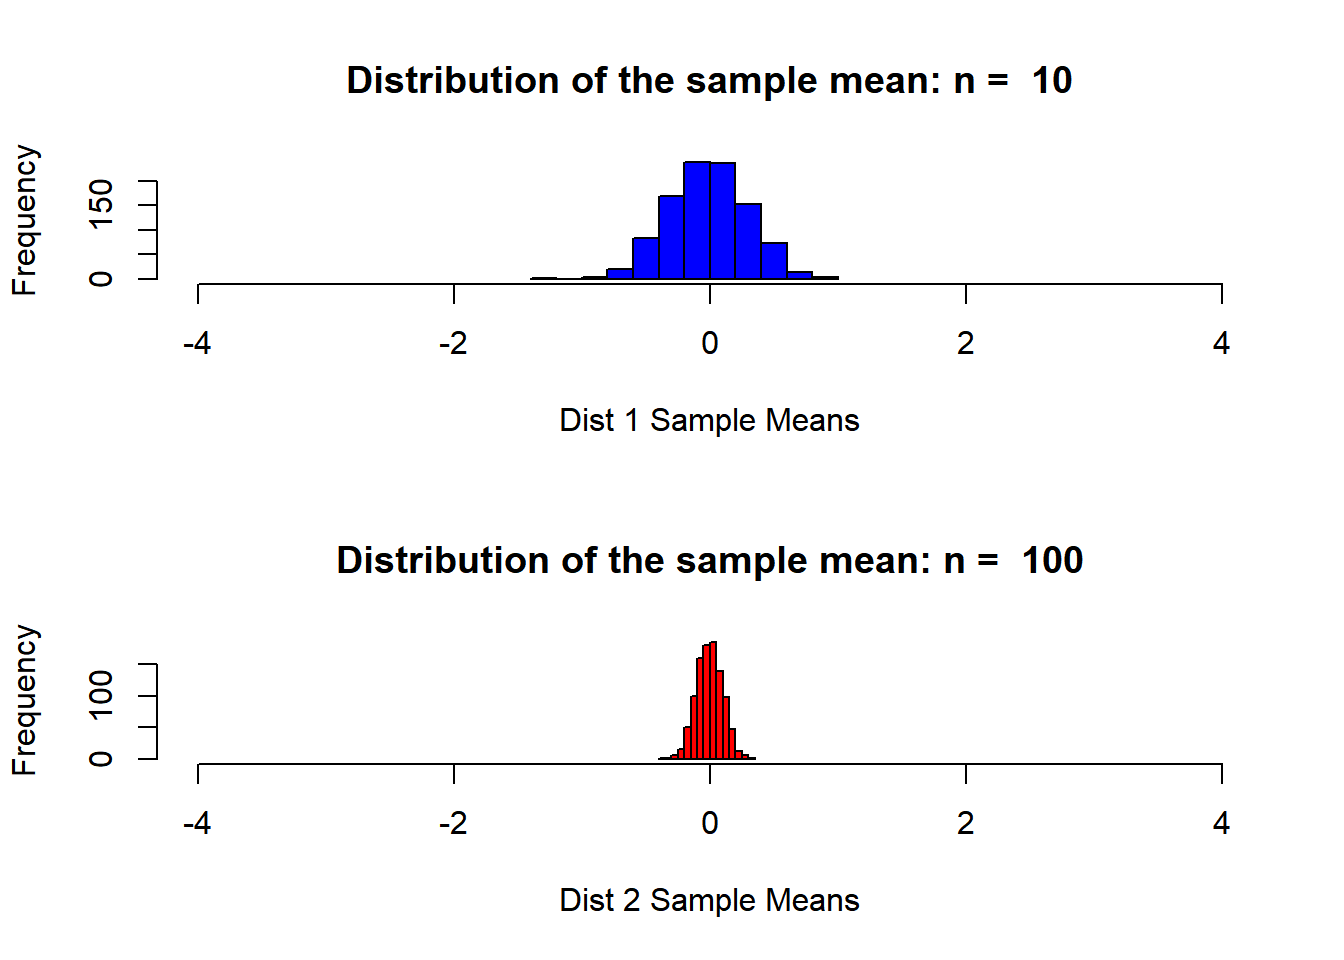 Distribution of the sample mean: n =  10
Frequency
150
0
-4 -2 0 2 4
Dist 1 Sample Means
Distribution of the sample mean: n =  100
Frequency
100
0
-4 -2 0 2 4
Dist 2 Sample Means